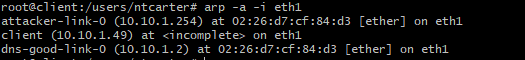 root@client:/users/ntcarter# arp -a -i eth1
attacker-link-0 (10.10.1.254) at 02:26:d7:cf:84:d3 [ether] on eth1
client (10.10.1.49) at <incomplete> on eth1
dns-good-link-0 (10.10.1.2) at 02:26:d7:cf:84:d3 [ether] on eth1